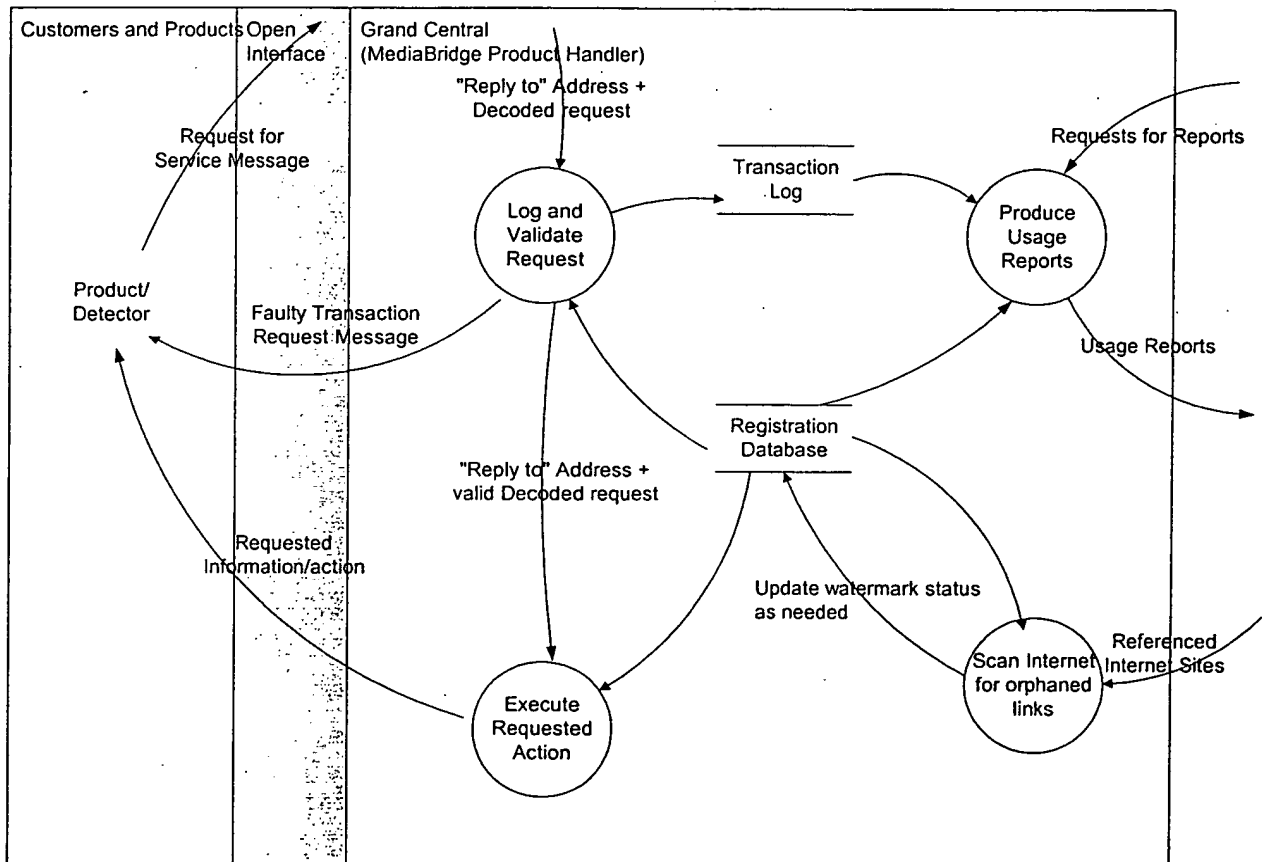 Customers and Products
Open
Interface
Grand Central
(MediaBridge Product Handler)
"Reply to" Address +
Decoded request
Requests for Reports
Request for
Service Message
Transaction
Log
Log and
Validate
Request
Produce
Usage
Reports
Product/
Detector
Faulty Transaction
Request Message
Usage Reports
Registration
Database
"Reply to" Address +
valid Decoded request
Requested
Information/action
Update watermark status
as needed
Referenced
Internet Sites
Scan Internet
for orphaned
links
Execute
Requested
Action